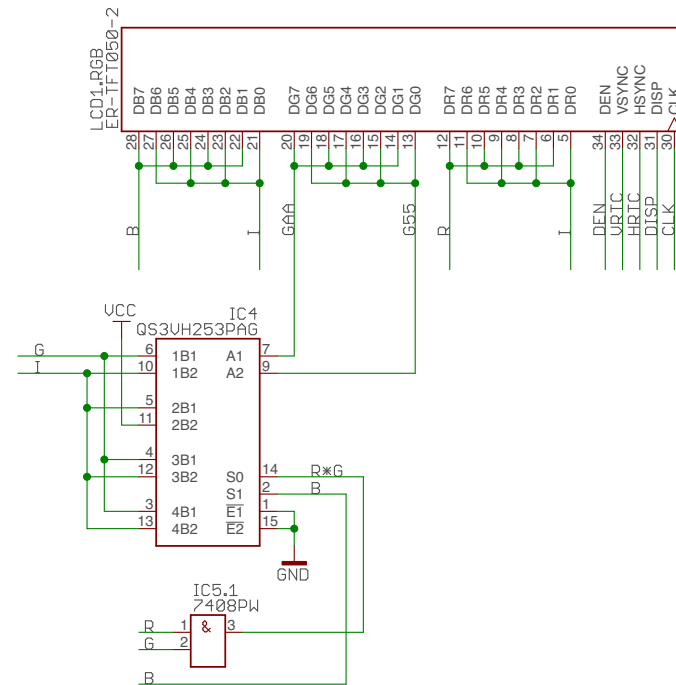 LCD1.RGB
ER-TFT050-2
DB7 DB6 DB5 DB4 DB3 DB2 DB1 DB0 DG7 DG6 DG5 DG4 DG3 DG2 DG1 DG0 DR7 DR6 DR5 DR4 DR3 DR2 DR1 DR0 DEN VSYNC HSYNC DISP CLK
28 27 26 25 24 23 22 21 20 19 18 17 16 15 14 13 12 11 10 9 8 7 6 5 34 33 32 31 30
B I GAA G55 R I DEN VRTC HRTC DISP CLK
VCC
IC4
QS3VH253PAG
G 6 1B1 A1 7
I 10 1B2 A2 9
5 2B1
11 2B2
4 3B1
12 3B2 S0 14 R*G
S1 2 B
3 4B1 E1 1
13 4B2 E2 15
GND
IC5.1
7408PW
R 1 & 3
G 2
B